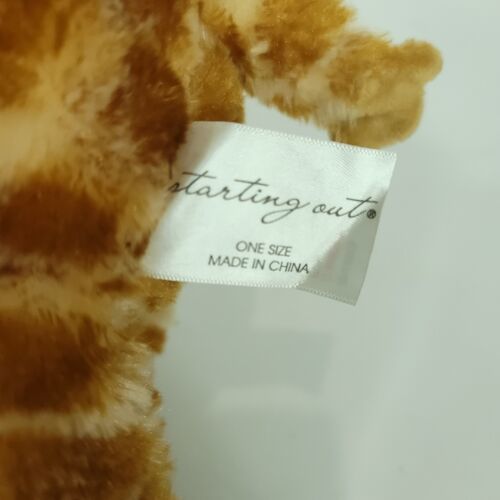 starting out®
ONE SIZE
MADE IN CHINA